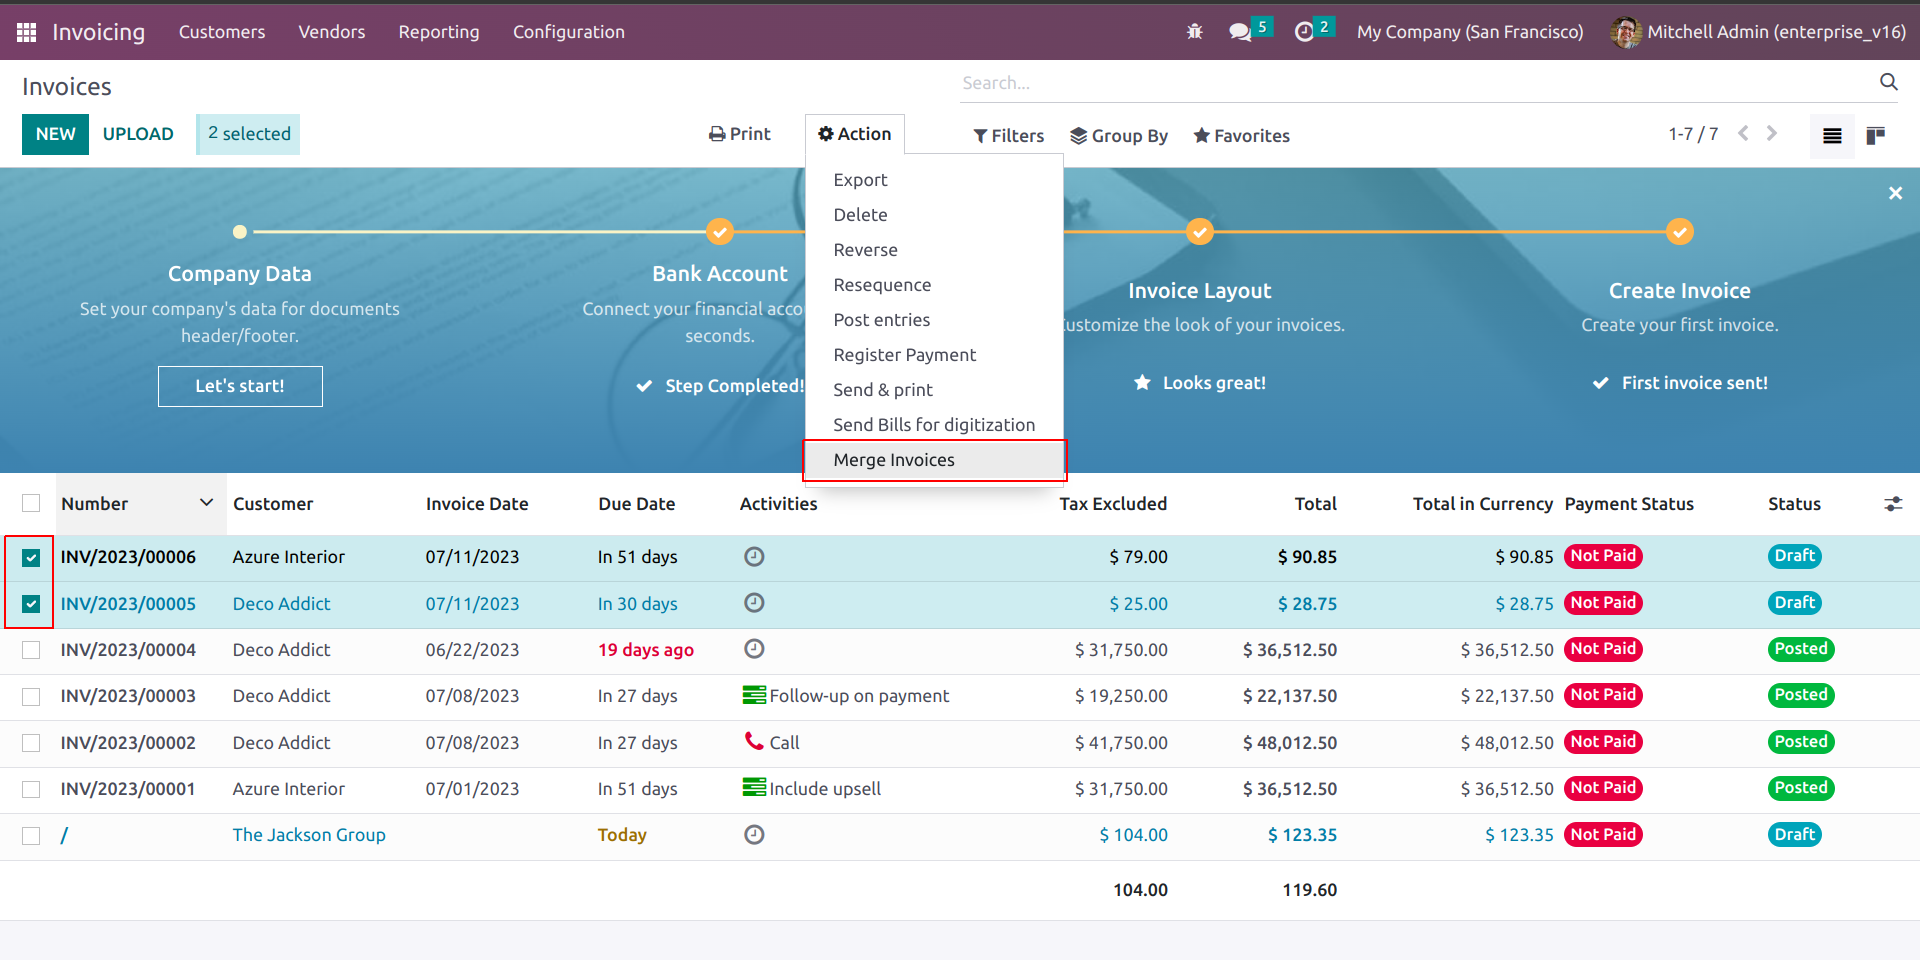 Invoicing Customers Vendors Reporting Configuration 5 2 My Company (San Francisco) Mitchell Admin (enterprise_v16)
Invoices Search...
NEW UPLOAD 2 selected Print Action Filters Group By Favorites 1-7 / 7
Export
Delete
Reverse
Resequence
Post entries
Register Payment
Send & print
Send Bills for digitization
Merge Invoices
Company Data
Set your company's data for documents
header/footer.
Let's start!
Bank Account
Connect your financial acco
seconds.
Step Completed!
Invoice Layout
ustomize the look of your invoices.
Looks great!
Create Invoice
Create your first invoice.
First invoice sent!
Number Customer Invoice Date Due Date Activities Tax Excluded Total Total in Currency Payment Status Status
INV/2023/00006 Azure Interior 07/11/2023 In 51 days $ 79.00 $ 90.85 $ 90.85 Not Paid Draft
INV/2023/00005 Deco Addict 07/11/2023 In 30 days $ 25.00 $ 28.75 $ 28.75 Not Paid Draft
INV/2023/00004 Deco Addict 06/22/2023 19 days ago $ 31,750.00 $ 36,512.50 $ 36,512.50 Not Paid Posted
INV/2023/00003 Deco Addict 07/08/2023 In 27 days Follow-up on payment $ 19,250.00 $ 22,137.50 $ 22,137.50 Not Paid Posted
INV/2023/00002 Deco Addict 07/08/2023 In 27 days Call $ 41,750.00 $ 48,012.50 $ 48,012.50 Not Paid Posted
INV/2023/00001 Azure Interior 07/01/2023 In 51 days Include upsell $ 31,750.00 $ 36,512.50 $ 36,512.50 Not Paid Posted
/ The Jackson Group Today $ 104.00 $ 123.35 $ 123.35 Not Paid Draft
104.00 119.60